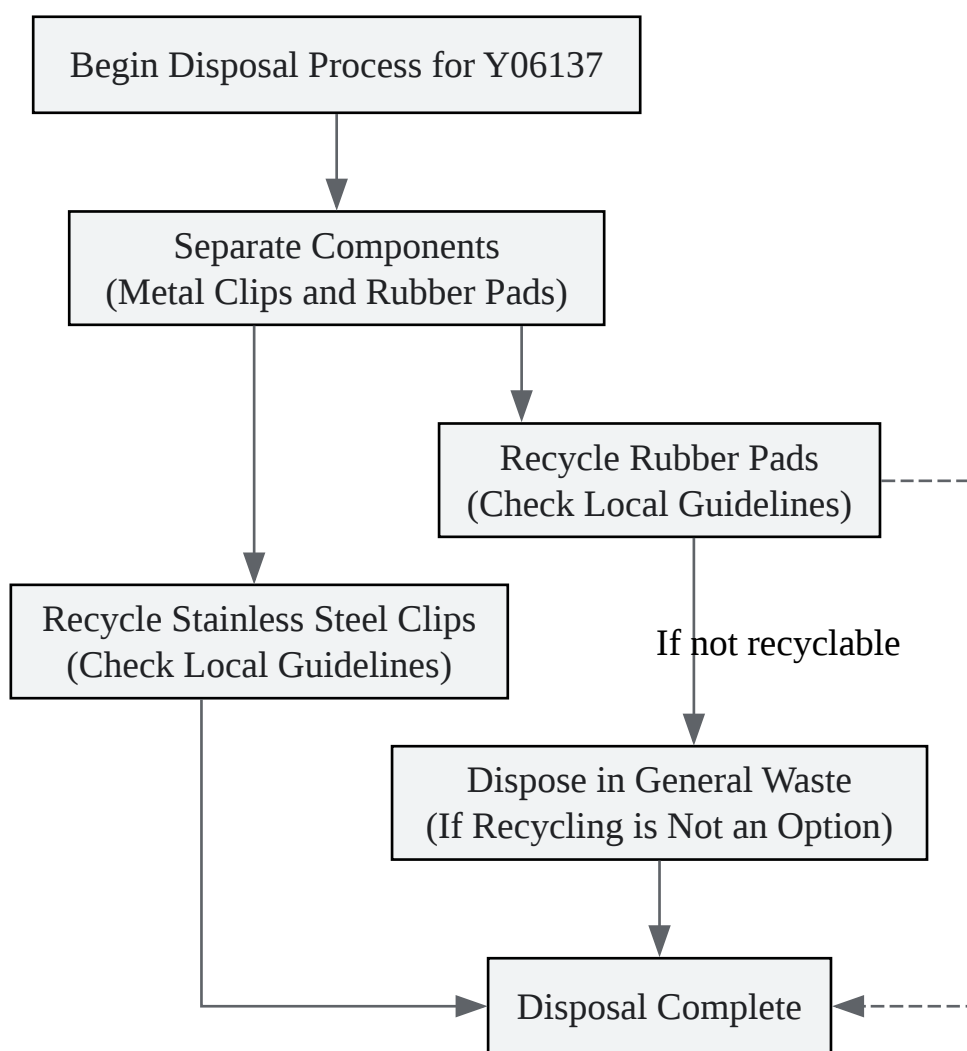 Begin Disposal Process for Y06137
Separate Components
(Metal Clips and Rubber Pads)
Recycle Rubber Pads
(Check Local Guidelines)
Recycle Stainless Steel Clips
(Check Local Guidelines)
If not recyclable
Dispose in General Waste
(If Recycling is Not an Option)
Disposal Complete